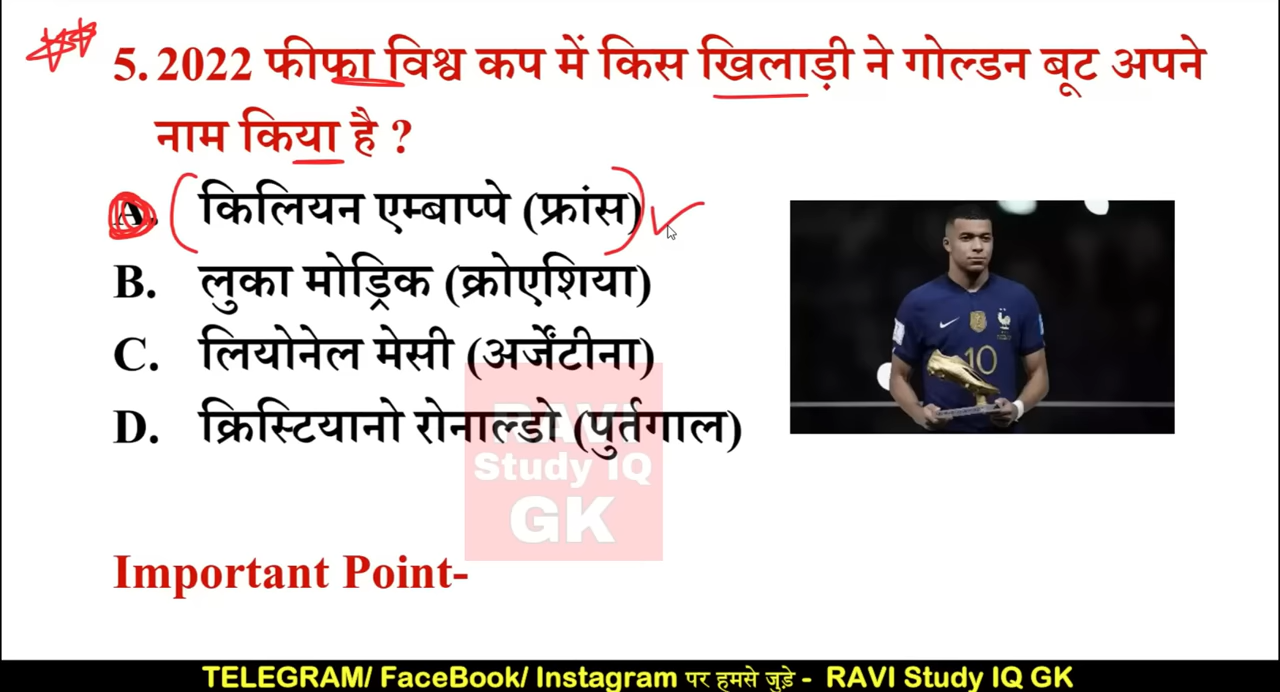 5. 2022 फीफा विश्व कप में किस खिलाड़ी ने गोल्डन बूट अपने
नाम किया है ?
A. किलियन एम्बाप्पे (फ्रांस)
B. लुका मोड्रिक (क्रोएशिया)
C. लियोनेल मेसी (अर्जेंटीना)
D. क्रिस्टियानो रोनाल्डो (पुर्तगाल)
10
RAVI
Study IQ
GK
Important Point-
TELEGRAM/ FaceBook/ Instagram पर हमसे जुड़े - RAVI Study IQ GK